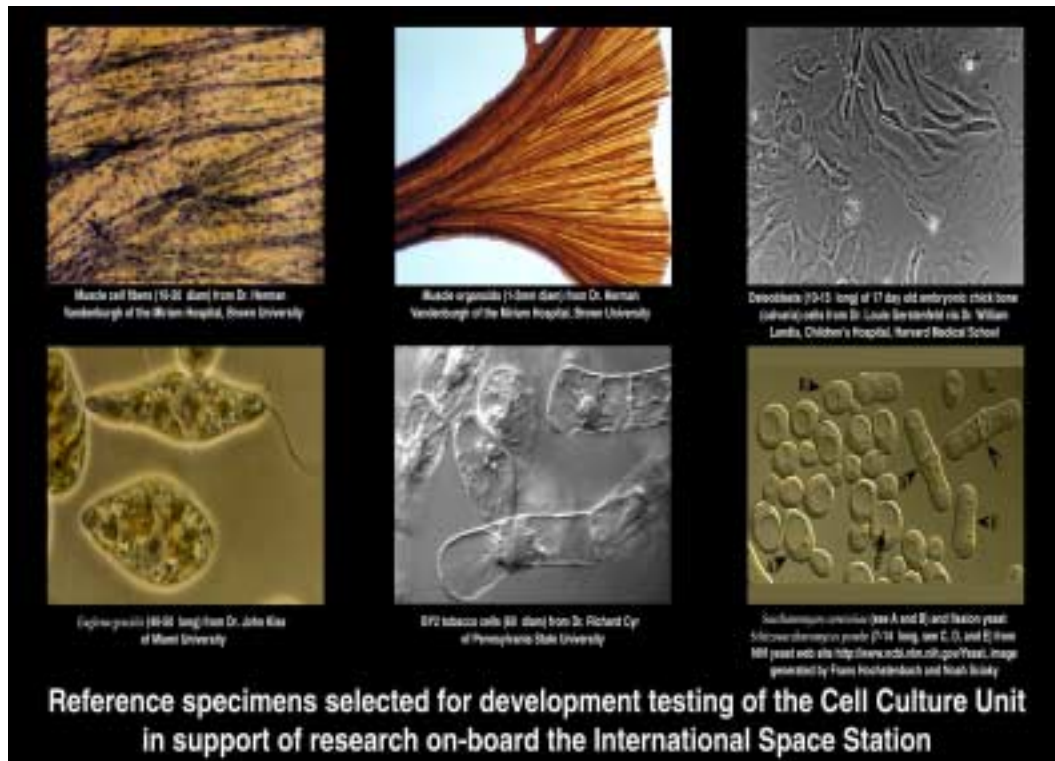 Muscle cell fibers (10-20 diam) from Dr. Herman
Vandenburgh of the Miriam Hospital, Brown University
Muscle organoids (1-3mm diam) from Dr. Herman
Vandenburgh of the Miriam Hospital, Brown University
Osteoblasts (10-15 long) of 17 day old embryonic chick bone
(calvaria) cells from Dr. Louis Gerstenfeld via Dr. William
Landis, Children's Hospital, Harvard Medical School
Euglena gracilis long) from Dr. John Kiss
of Miami University
BY2 tobacco cells diam) from Dr. Richard Cyr
of Pennsylvania State University
Saccharomyces cerevisiae (see A and B) and fission yeast
Schizosaccharomyces pombe (7-14 long, see C, D, and E) from
NIH yeast web site http://www.ncbi.nlm.nih.gov/Yeast, image
generated by Frans Hochstenbach and Noah
Reference specimens selected for development testing of the Cell Culture Unit
in support of research on-board the International Space Station